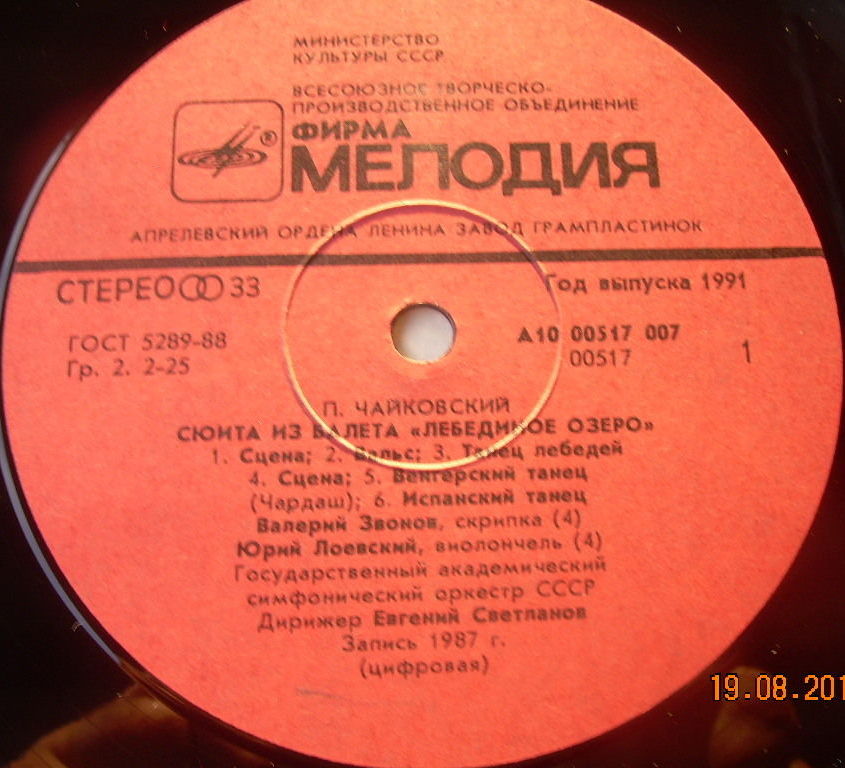 МИНИСТЕРСТВО
КУЛЬТУРЫ СССР
ВСЕСОЮЗНОЕ ТВОРЧЕСКО-
ПРОИЗВОДСТВЕННОЕ ОБЪЕДИНЕНИЕ
®
ФИРМА
МЕЛОДИЯ
АПРЕЛЕВСКИЙ ОРДЕНА ЛЕНИНА ЗАВОД ГРАМПЛАСТИНОК
СТЕРЕО 33
Год выпуска 1991
ГОСТ 5289-88
Гр. 2. 2-25
А10 00517 007
00517
1
П. ЧАЙКОВСКИЙ
СЮИТА ИЗ БАЛЕТА «ЛЕБЕДИНОЕ ОЗЕРО»
1. Сцена; 2. Вальс; 3. Танец лебедей
4. Сцена; 5. Венгерский танец
(Чардаш); 6. Испанский танец
Валерий Звонов, скрипка (4)
Юрий Лоевский, виолончель (4)
Государственный академический
симфонический оркестр СССР
Дирижер Евгений Светланов
Запись 1987 г.
(цифровая)
19.08.201